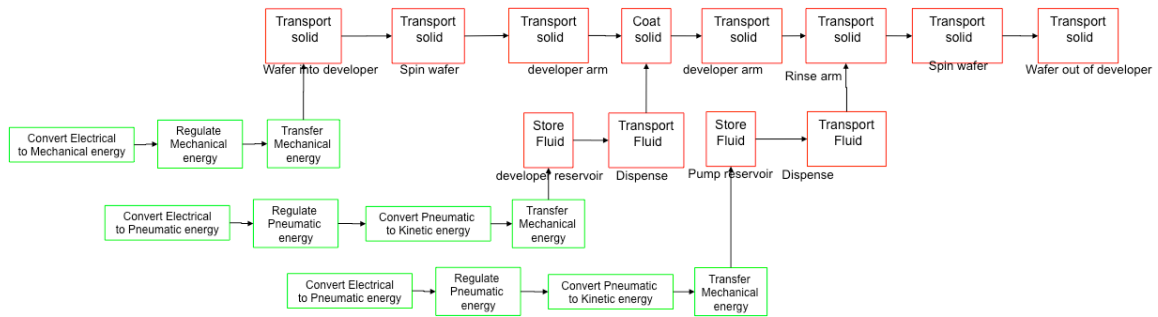 Transport
solid
Wafer into developer
Transport
solid
Spin wafer
Transport
solid
developer arm
Coat
solid
Transport
solid
developer arm
Transport
solid
Rinse arm
Transport
solid
Spin wafer
Transport
solid
Wafer out of developer
Store
Fluid
developer reservoir
Transport
Fluid
Dispense
Store
Fluid
Pump reservoir
Transport
Fluid
Dispense
Convert Electrical
to Mechanical energy
Regulate
Mechanical
energy
Transfer
Mechanical
energy
Convert Electrical
to Pneumatic energy
Regulate
Pneumatic
energy
Convert Pneumatic
to Kinetic energy
Transfer
Mechanical
energy
Convert Electrical
to Pneumatic energy
Regulate
Pneumatic
energy
Convert Pneumatic
to Kinetic energy
Transfer
Mechanical
energy